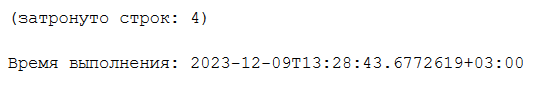 (затронуто строк: 4)
Время выполнения: 2023-12-09T13:28:43.6772619+03:00